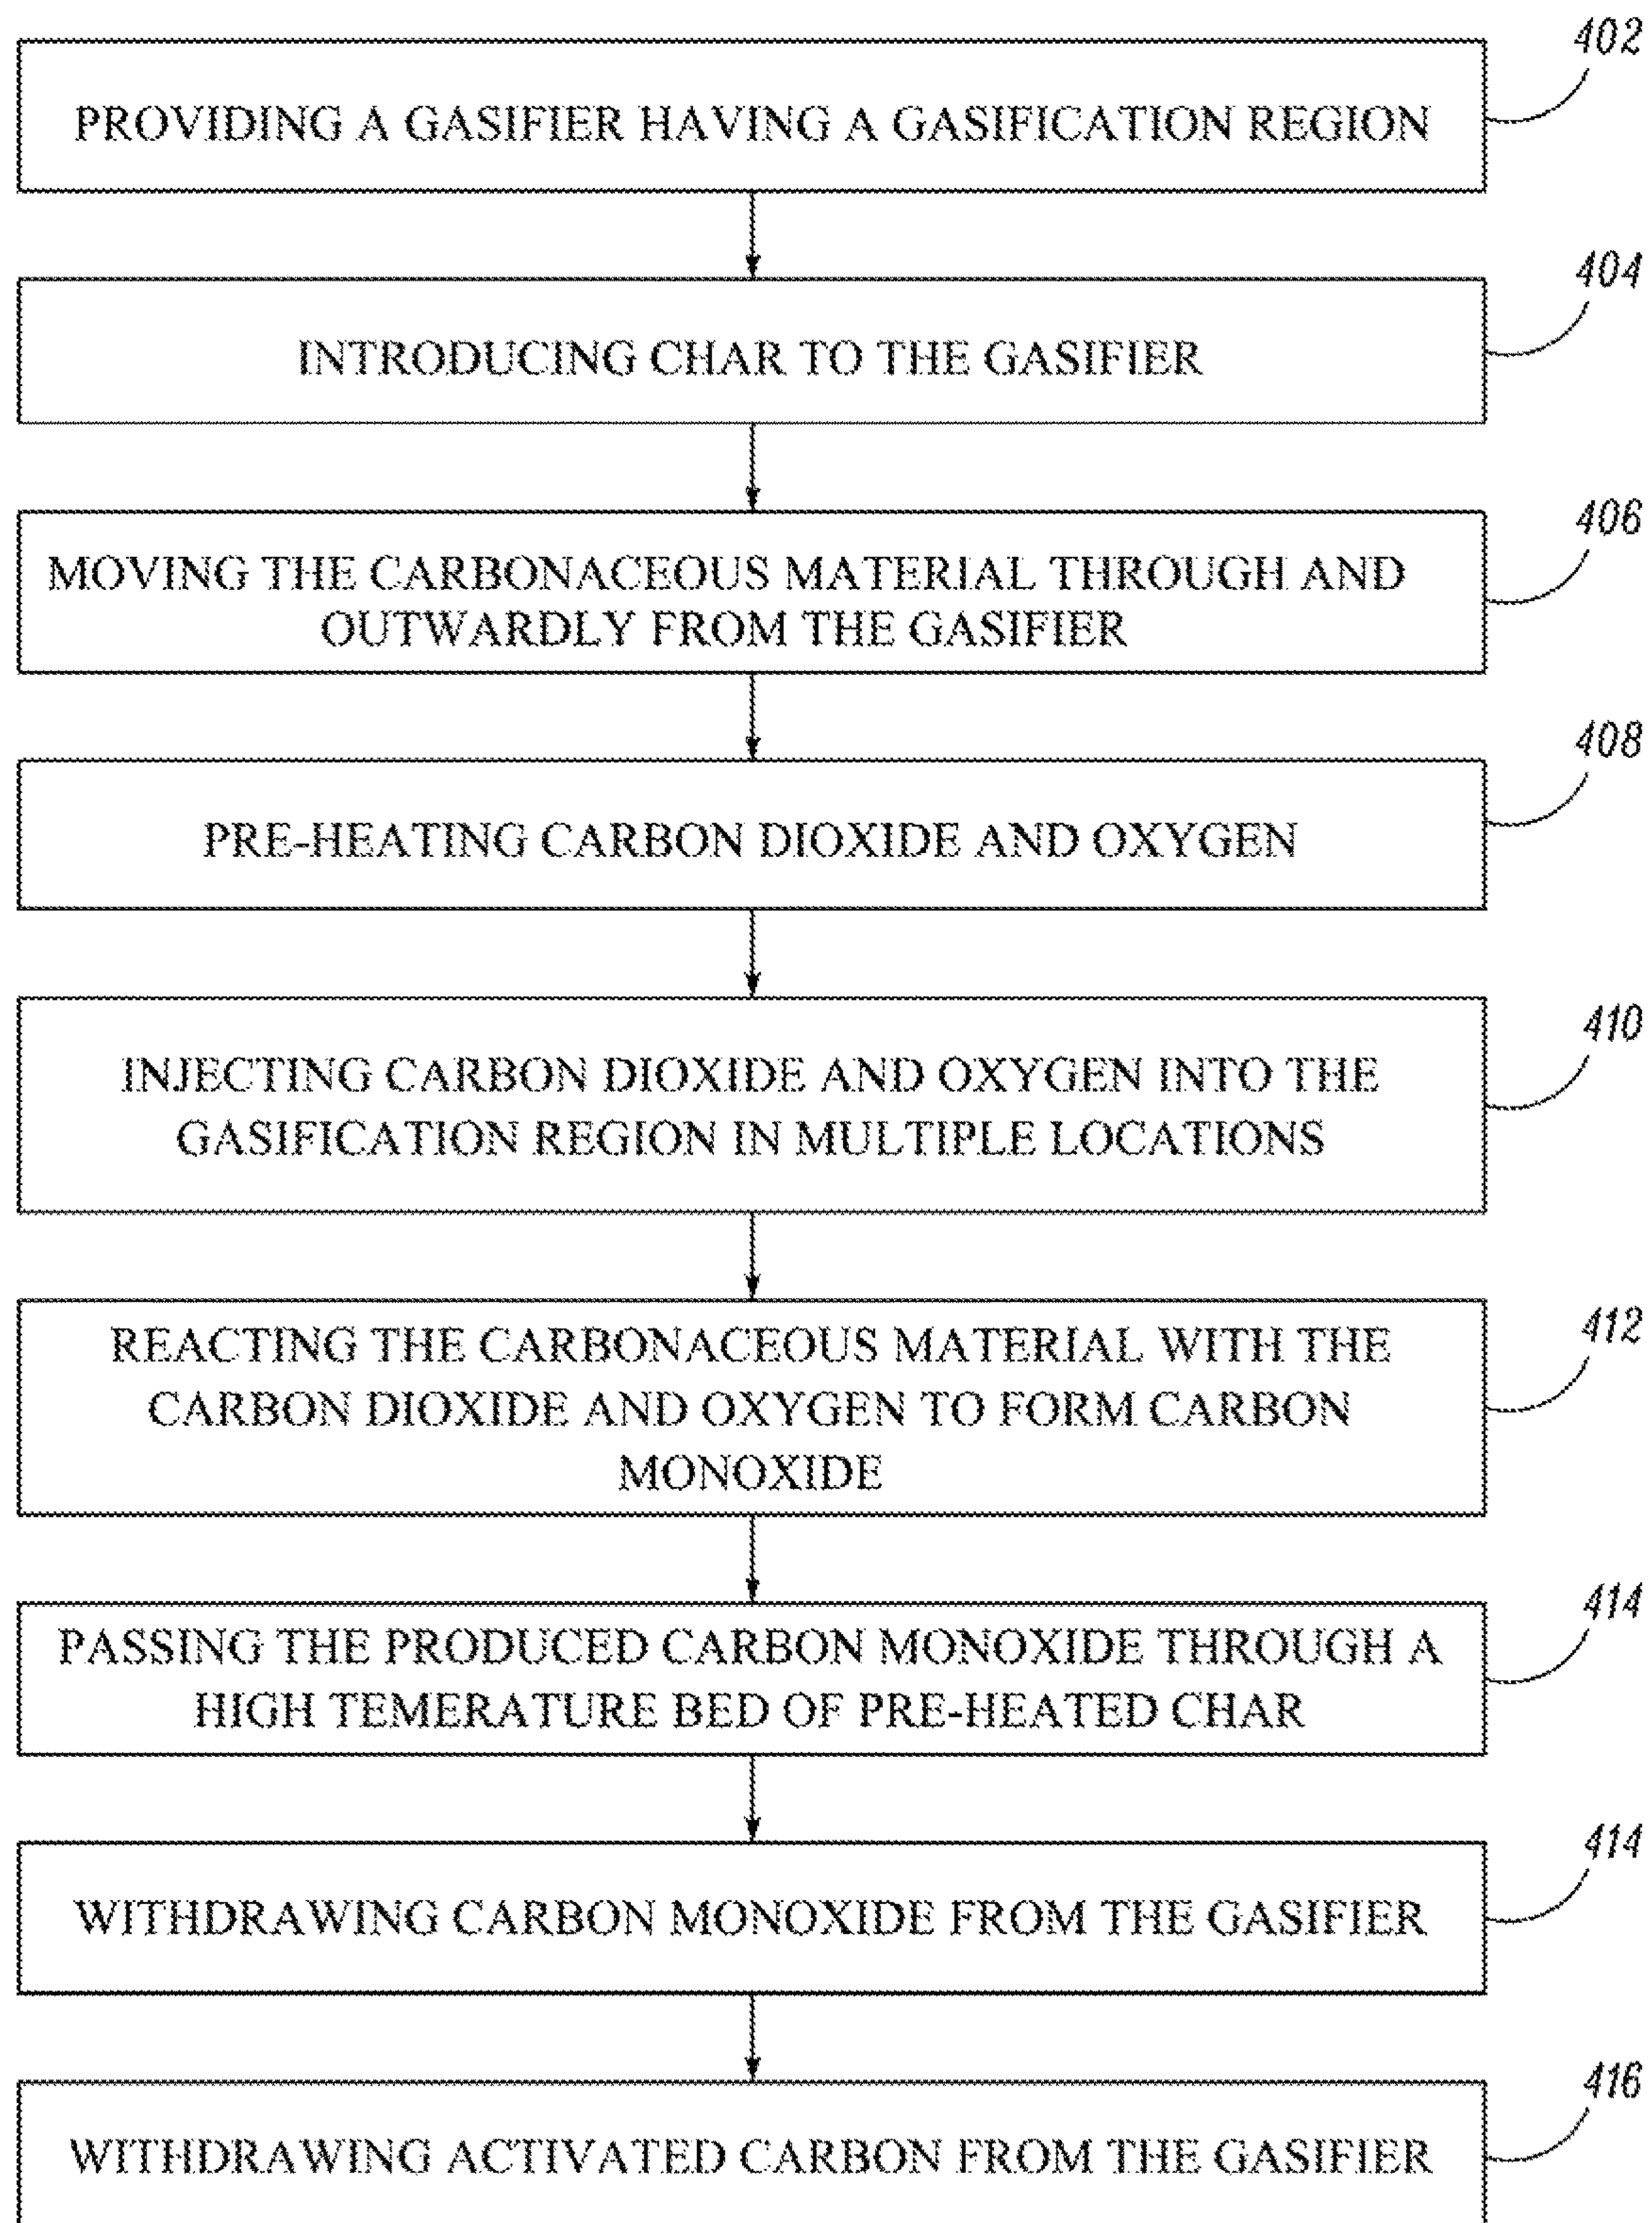 402
PROVIDING A GASIFIER HAVING A GASIFICATION REGION
404
INTRODUCING CHAR TO THE GASIFIER
406
MOVING THE CARBONACEOUS MATERIAL THROUGH AND
OUTWARDLY FROM THE GASIFIER
408
PRE-HEATING CARBON DIOXIDE AND OXYGEN
410
INJECTING CARBON DIOXIDE AND OXYGEN INTO THE
GASIFICATION REGION IN MULTIPLE LOCATIONS
412
REACTING THE CARBONACEOUS MATERIAL WITH THE
CARBON DIOXIDE AND OXYGEN TO FORM CARBON
MONOXIDE
414
PASSING THE PRODUCED CARBON MONOXIDE THROUGH A
HIGH TEMERATURE BED OF PRE-HEATED CHAR
414
WITHDRAWING CARBON MONOXIDE FROM THE GASIFIER
416
WITHDRAWING ACTIVATED CARBON FROM THE GASIFIER